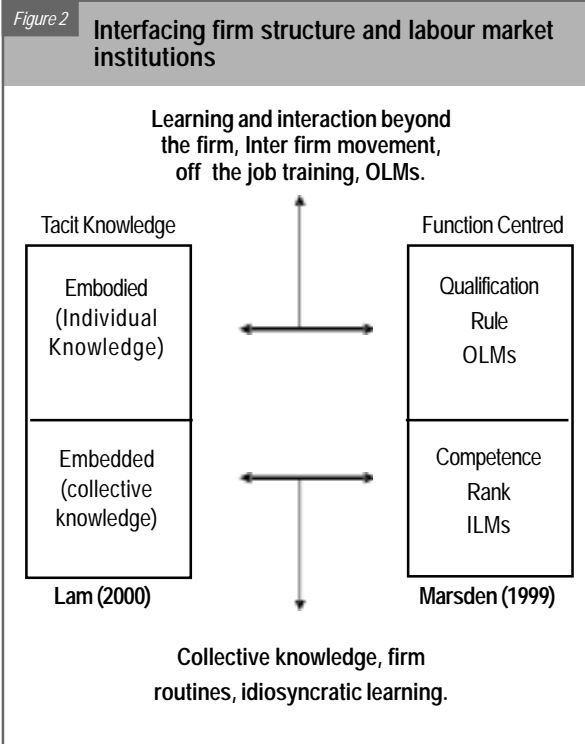 Figure 2
Interfacing firm structure and labour market
institutions
Learning and interaction beyond
the firm, Inter firm movement,
off the job training, OLMs.
Tacit Knowledge
Function Centred
Embodied
(Individual
Knowledge)
Qualification
Rule
OLMs
Embedded
(collective
knowledge)
Competence
Rank
ILMs
Lam (2000)
Marsden (1999)
Collective knowledge, firm
routines, idiosyncratic learning.